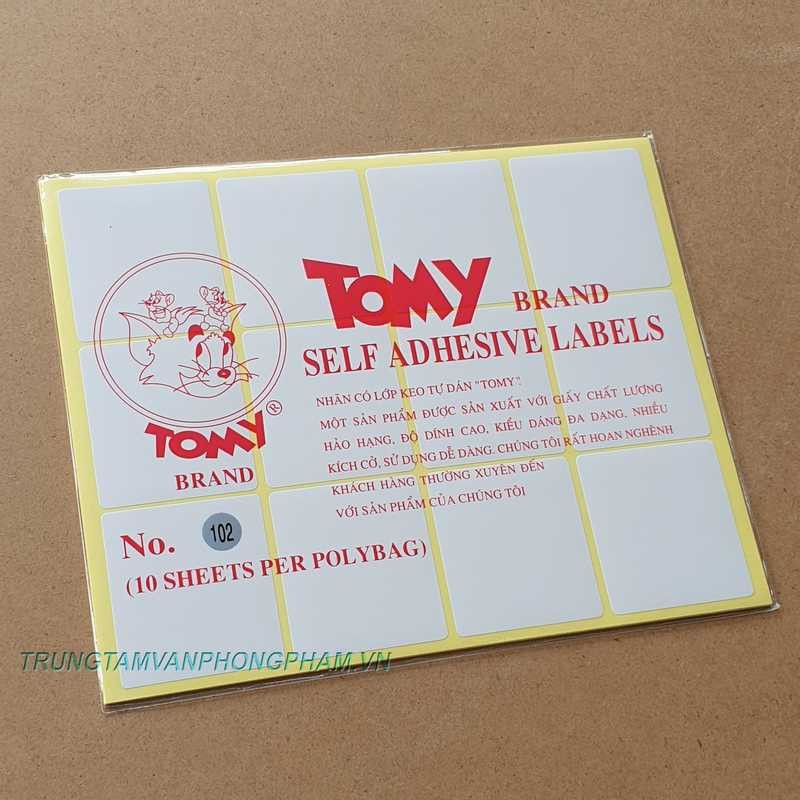 TOMY BRAND
SELF ADHESIVE LABELS
NHÃN CÓ LỚP KEO TỰ DÁN "TOMY".
MỘT SẢN PHẨM ĐƯỢC SẢN XUẤT VỚI GIẤY CHẤT LƯỢNG
HẢO HẠNG, ĐỘ DÍNH CAO, KIỂU DÁNG ĐA DẠNG, NHIỀU
KÍCH CỠ, SỬ DỤNG DỄ DÀNG. CHÚNG TÔI RẤT HOAN NGHÊNH
KHÁCH HÀNG THƯỜNG XUYÊN ĐẾN
VỚI SẢN PHẨM CỦA CHÚNG TÔI
TOMY ®
BRAND
No. 102
(10 SHEETS PER POLYBAG)
TRUNGTAMVANPHONGPHAM.VN